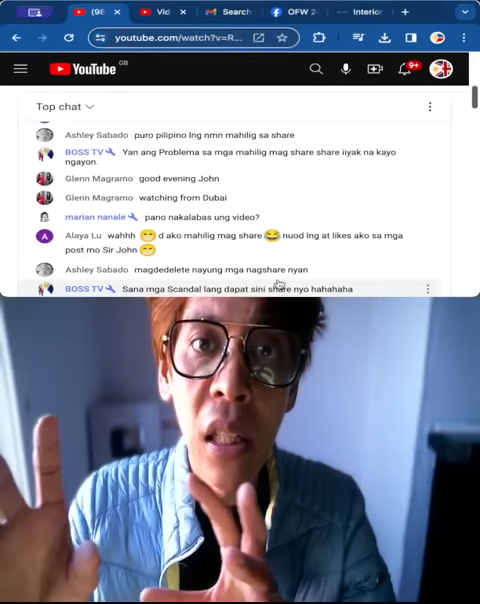 (98
Vid
Search
OFW 24
Interior
youtube.com/watch?v=R...
YouTube GB
9+
Top chat
Ashley Sabado puro pilipino lng nmn mahilig sa share
BOSS TV Yan ang Problema sa mga mahilig mag share share iiyak na kayo
ngayon.
Glenn Magramo good evening John
Glenn Magramo watching from Dubai
marian nanale pano nakalabas ung video?
A Alaya Lu wahhh 😁 d ako mahilig mag share 😂 nuod lng at likes ako sa mga
post mo Sir John 😁
Ashley Sabado magdedelete nayung mga nagshare nyan
BOSS TV Sana mga Scandal lang dapat sini share nyo hahahaha